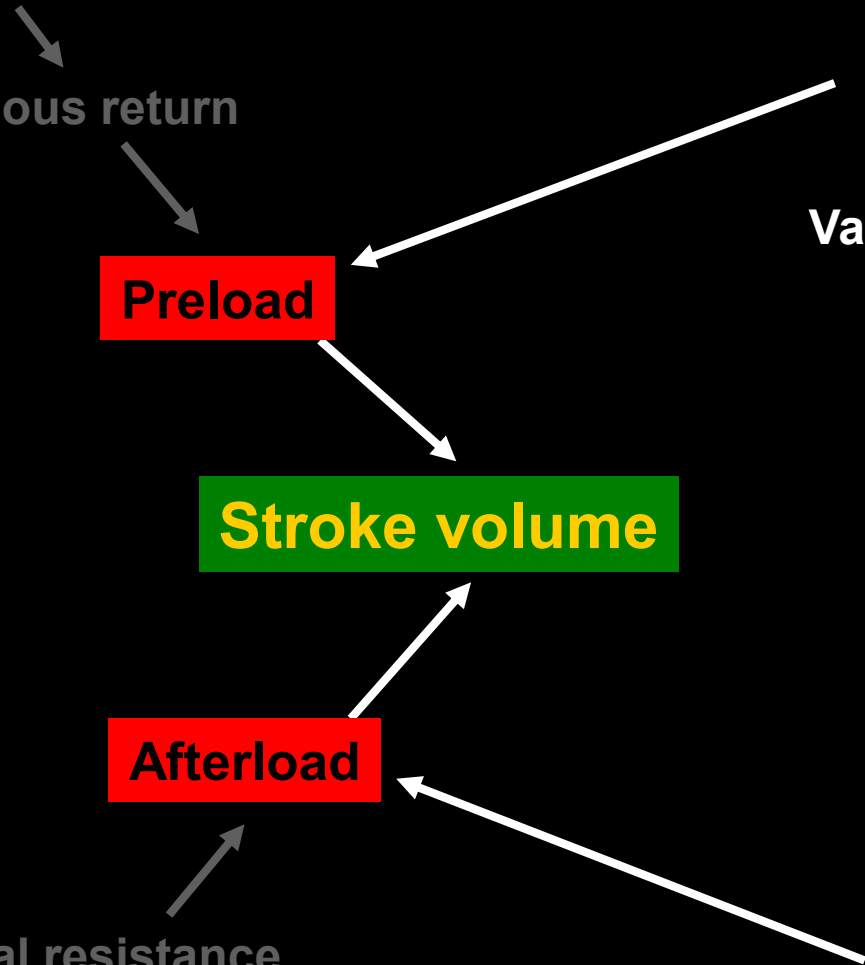 ous return
Va
Preload
Stroke volume
Afterload
al resistance